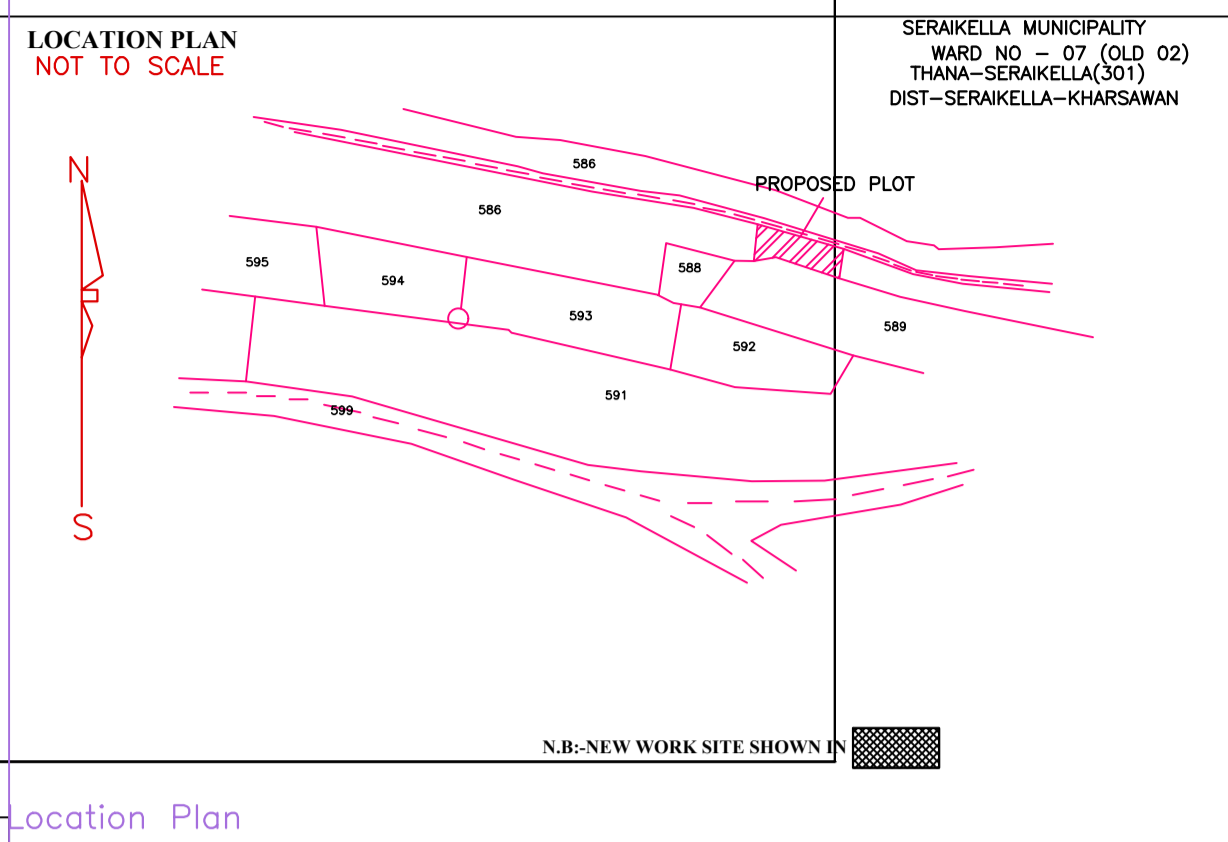 LOCATION PLAN
NOT TO SCALE
SERAIKELLA MUNICIPALITY
WARD NO - 07 (OLD 02)
THANA-SERAIKELLA(301)
DIST-SERAIKELLA-KHARSAWAN
N
586
PROPOSED PLOT
586
595
594
588
593
589
592
591
599
S
N.B:-NEW WORK SITE SHOWN IN
Location Plan